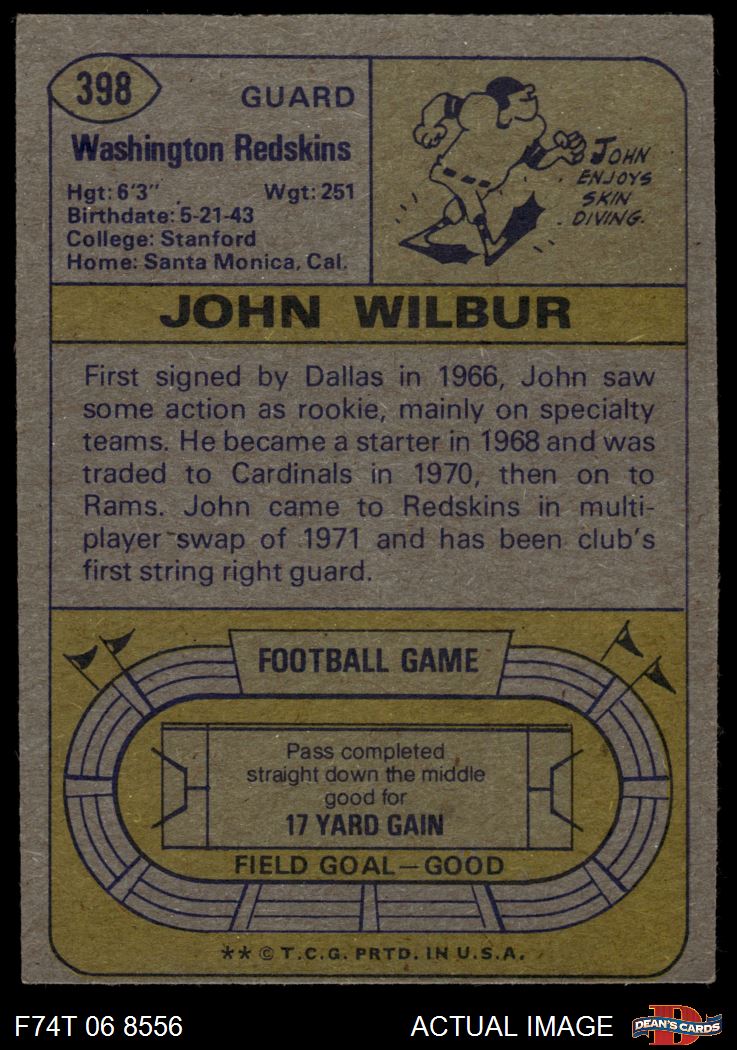 398
GUARD
Washington Redskins
Hgt: 6'3" Wgt: 251
Birthdate: 5-21-43
College: Stanford
Home: Santa Monica, Cal.
JOHN
ENJOYS
SKIN
DIVING.
JOHN WILBUR
First signed by Dallas in 1966, John saw
some action as rookie, mainly on specialty
teams. He became a starter in 1968 and was
traded to Cardinals in 1970, then on to
Rams. John came to Redskins in multi-
player swap of 1971 and has been club's
first string right guard.
FOOTBALL GAME
Pass completed
straight down the middle
good for
17 YARD GAIN
FIELD GOAL—GOOD
** © T.C.G. PRTD. IN U.S.A.
F74T 06 8556 ACTUAL IMAGE
DEAN'S CARDS